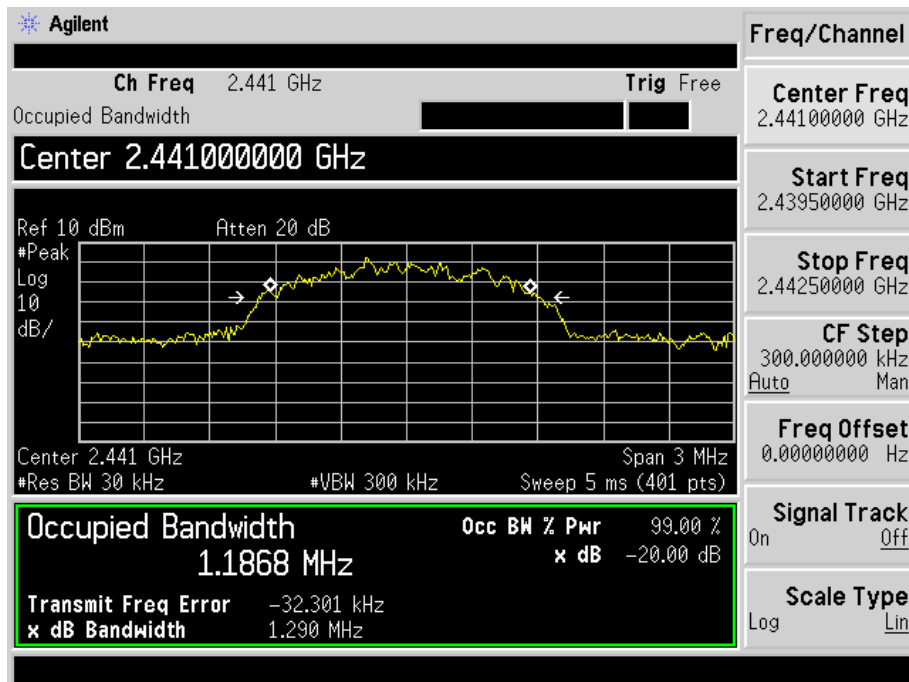 Agilent
Ch Freq 2.441 GHz Trig Free
Occupied Bandwidth
Center 2.441000000 GHz
Ref 10 dBm Atten 20 dB
#Peak
Log
10
dB/
Center 2.441 GHz Span 3 MHz
#Res BW 30 kHz #VBW 300 kHz Sweep 5 ms (401 pts)
Occupied Bandwidth Occ BW % Pwr 99.00 %
1.1868 MHz x dB -20.00 dB
Transmit Freq Error -32.301 kHz
x dB Bandwidth 1.290 MHz
Freq/Channel
Center Freq
2.44100000 GHz
Start Freq
2.43950000 GHz
Stop Freq
2.44250000 GHz
CF Step
300.000000 kHz
Auto Man
Freq Offset
0.00000000 Hz
Signal Track
On Off
Scale Type
Log Lin